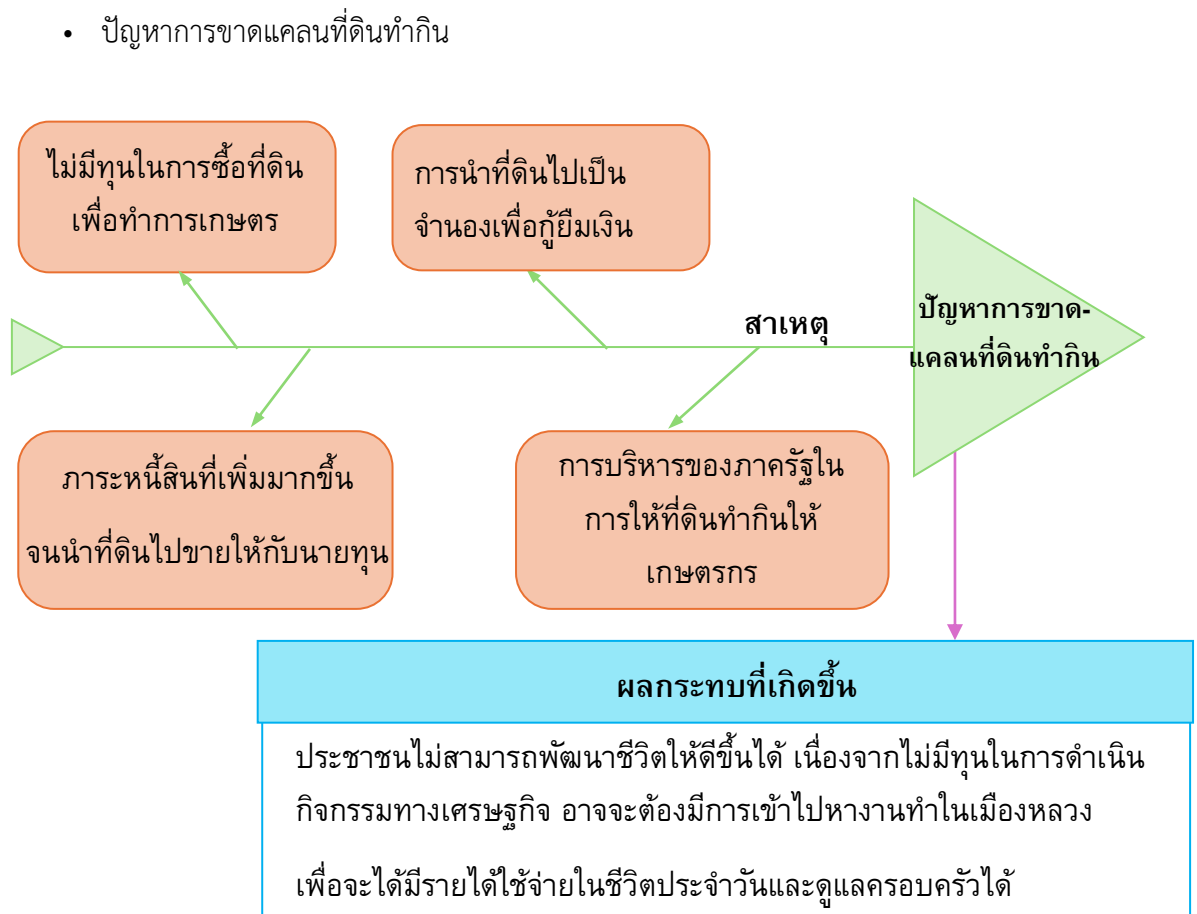 • ปัญหาการขาดแคลนที่ดินทำกิน
ไม่มีทุนในการซื้อที่ดิน
เพื่อทำการเกษตร
การนำที่ดินไปเป็น
จำนองเพื่อกู้ยืมเงิน
สาเหตุ
ปัญหาการขาด-
แคลนที่ดินทำกิน
ภาระหนี้สินที่เพิ่มมากขึ้น
จนนำที่ดินไปขายให้กับนายทุน
การบริหารของภาครัฐใน
การให้ที่ดินทำกินให้
เกษตรกร
ผลกระทบที่เกิดขึ้น
ประชาชนไม่สามารถพัฒนาชีวิตให้ดีขึ้นได้ เนื่องจากไม่มีทุนในการดำเนิน
กิจกรรมทางเศรษฐกิจ อาจจะต้องมีการเข้าไปหางานทำในเมืองหลวง
เพื่อจะได้มีรายได้ใช้จ่ายในชีวิตประจำวันและดูแลครอบครัวได้